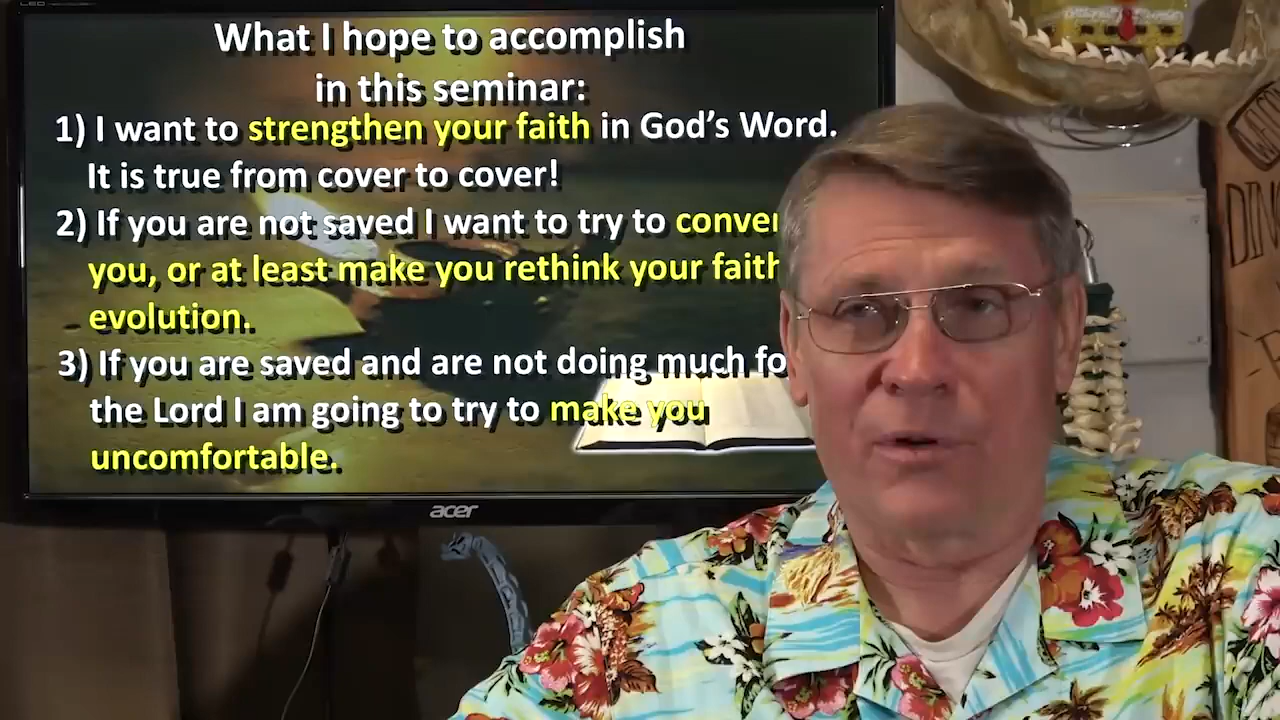 LED
What I hope to accomplish
in this seminar:
1) I want to strengthen your faith in God’s Word.
It is true from cover to cover!
2) If you are not saved I want to try to
you, or at least make you rethink your
evolution.
3) If you are saved and are not doing much
the Lord I am going to try to make you
uncomfortable.
acer